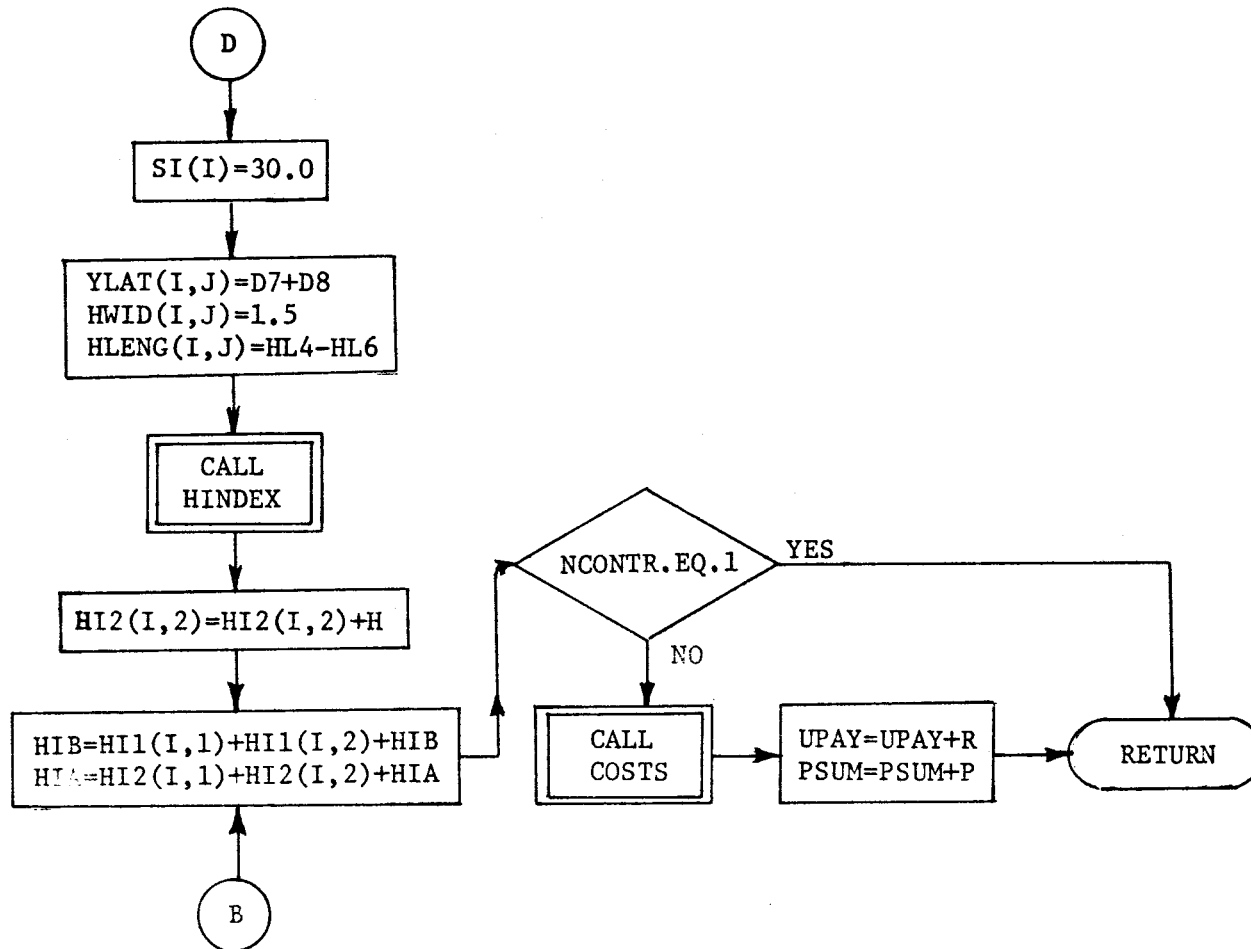 D
SI(I)=30.0
YLAT(I,J)=D7+D8
HWID(I,J)=1.5
HLENG(I,J)=HL4-HL6
CALL
HINDEX
HI2(I,2)=HI2(I,2)+H
HIB=HI1(I,1)+HI1(I,2)+HIB
HIA=HI2(I,1)+HI2(I,2)+HIA
B
NCONTR.EQ.1
YES
NO
CALL
COSTS
UPAY=UPAY+R
PSUM=PSUM+P
RETURN